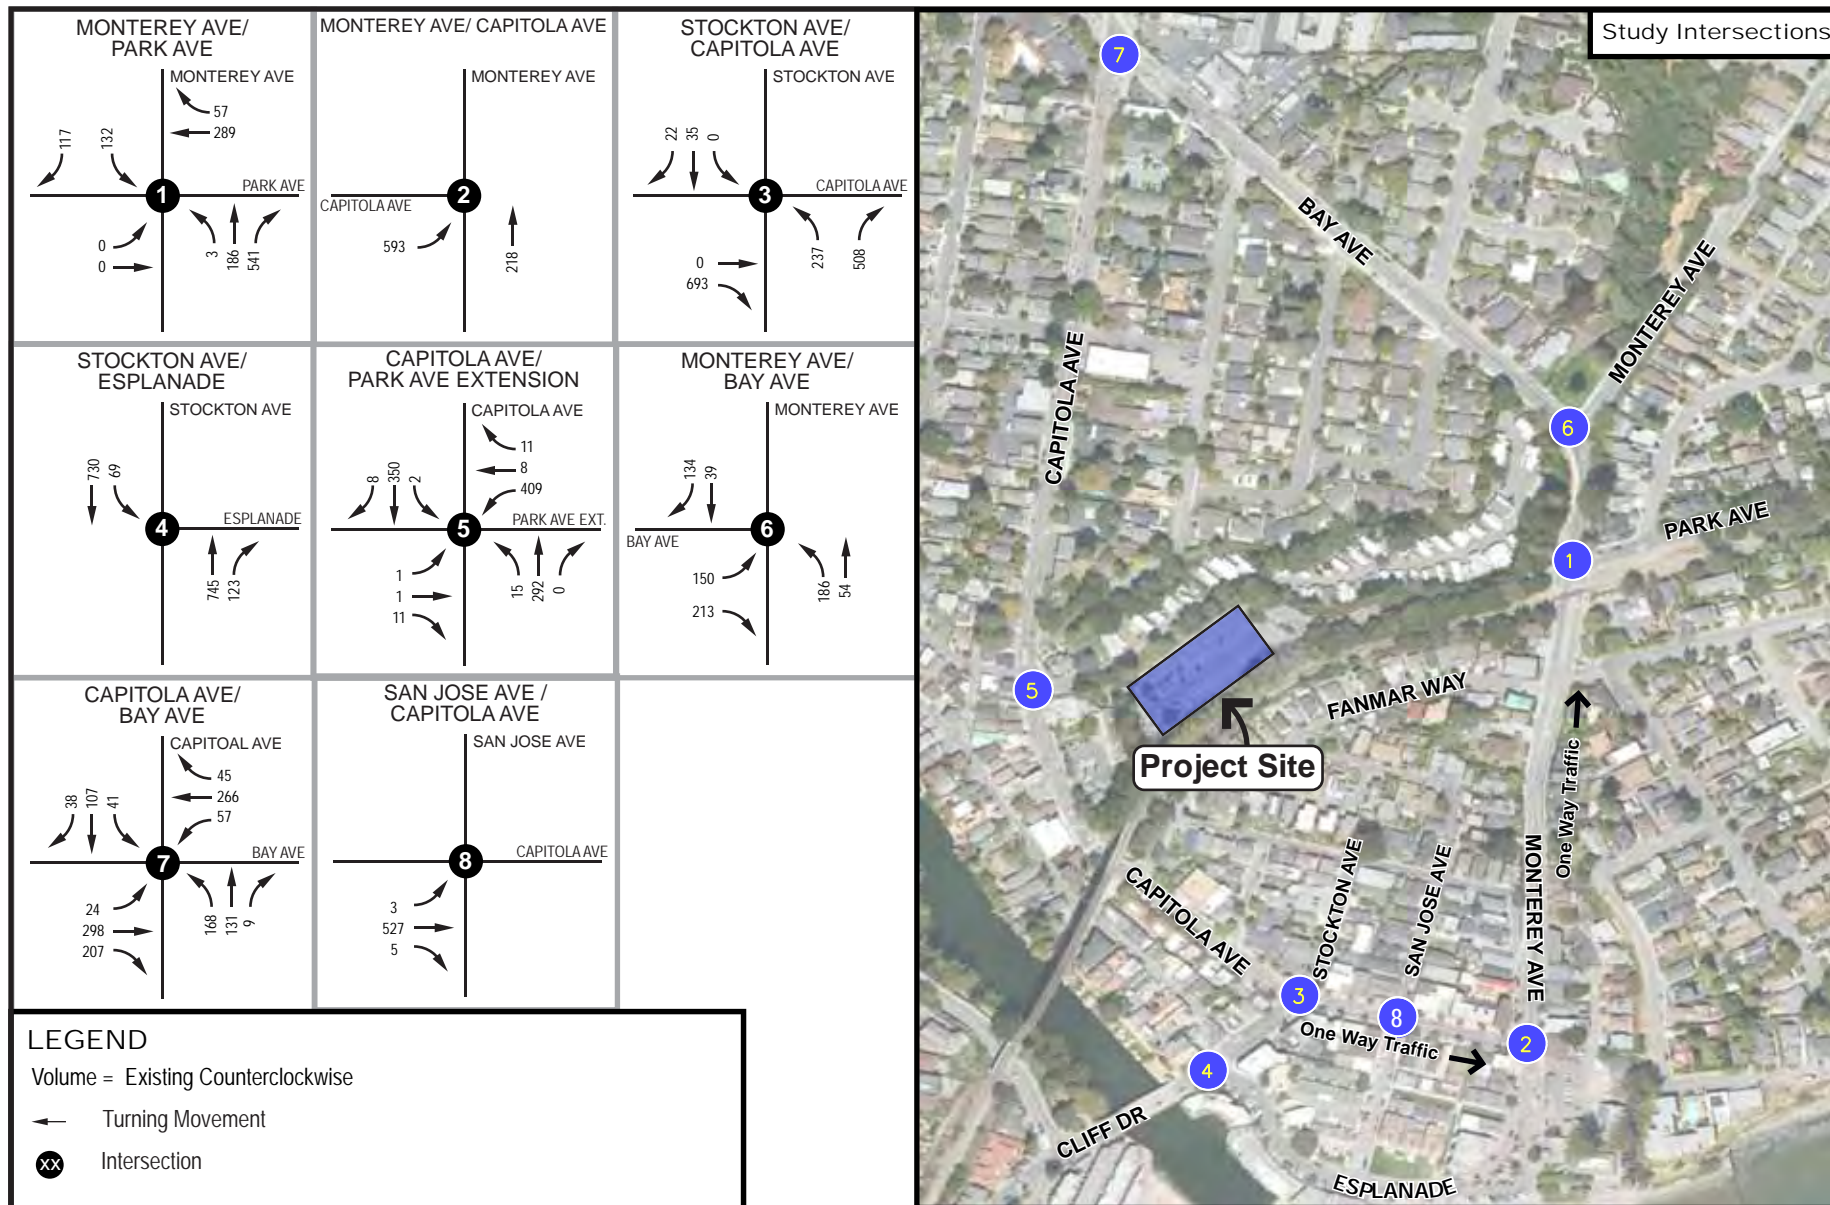 MONTEREY AVE/
PARK AVE
MONTEREY AVE
57
289
117
132
1
PARK AVE
0
0
3
186
541
MONTEREY AVE/ CAPITOLA AVE
MONTEREY AVE
2
CAPITOLA AVE
593
218
STOCKTON AVE/
CAPITOLA AVE
STOCKTON AVE
22
35
0
3
CAPITOLA AVE
0
693
237
508
STOCKTON AVE/
ESPLANADE
STOCKTON AVE
730
69
4
ESPLANADE
745
123
CAPITOLA AVE/
PARK AVE EXTENSION
CAPITOLA AVE
11
8
409
8
350
2
5
PARK AVE EXT.
1
1
11
15
292
0
MONTEREY AVE/
BAY AVE
MONTEREY AVE
134
39
6
BAY AVE
150
213
186
54
CAPITOLA AVE/
BAY AVE
CAPITOAL AVE
45
266
57
38
107
41
7
BAY AVE
24
298
207
168
131
9
SAN JOSE AVE /
CAPITOLA AVE
SAN JOSE AVE
8
CAPITOLA AVE
3
527
5
LEGEND
Volume = Existing Counterclockwise
Turning Movement
XX
Intersection
Study Intersections
7
BAY AVE
MONTEREY AVE
CAPITOLA AVE
6
PARK AVE
1
5
FANMAR WAY
Project Site
One Way Traffic
MONTEREY AVE
STOCKTON AVE
SAN JOSE AVE
CAPITOLA AVE
3
8
One Way Traffic
2
4
CLIFF DR
ESPLANADE